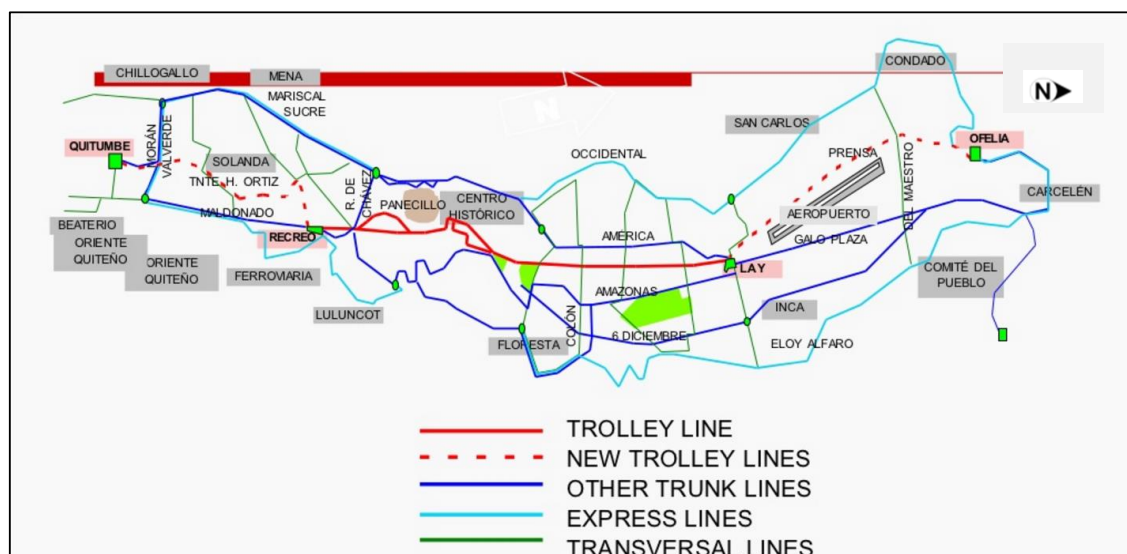 CHILLOGALLO
MENA
MARISCAL
SUCRE
CONDADO
N
N
SAN CARLOS
OCCIDENTAL
MORÁN
VALVERDE
QUITUMBE
SOLANDA
TNTE. H. ORTIZ
R. DE
CHÁVEZ
PANECILLO
CENTRO
HISTÓRICO
PRENSA
OFELIA
DEL MAESTRO
CARCELÉN
MALDONADO
BEATERIO
ORIENTE
QUITEÑO
ORIENTE
QUITEÑO
RECREO
FERROVIARIA
LULUNCOT
AMÉRICA
AEROPUERTO
GALO PLAZA
LAY
AMAZONAS
COMITÉ DEL
PUEBLO
COLÓN
FLORESTA
6 DICIEMBRE
INCA
ELOY ALFARO
TROLLEY LINE
NEW TROLLEY LINES
OTHER TRUNK LINES
EXPRESS LINES
TRANSVERSAL LINES